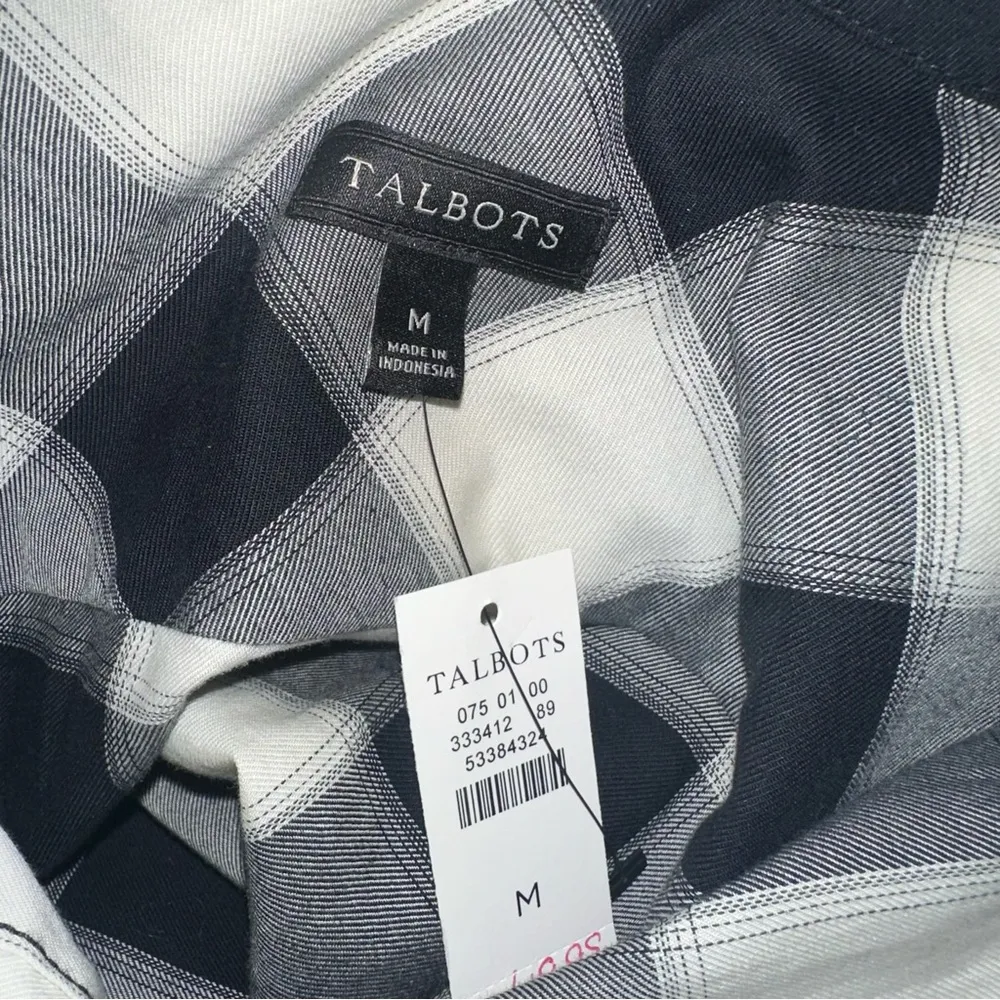 TALBOTS
M
MADE IN
INDONESIA
TALBOTS
075 01 00
333412 89
53384324
M